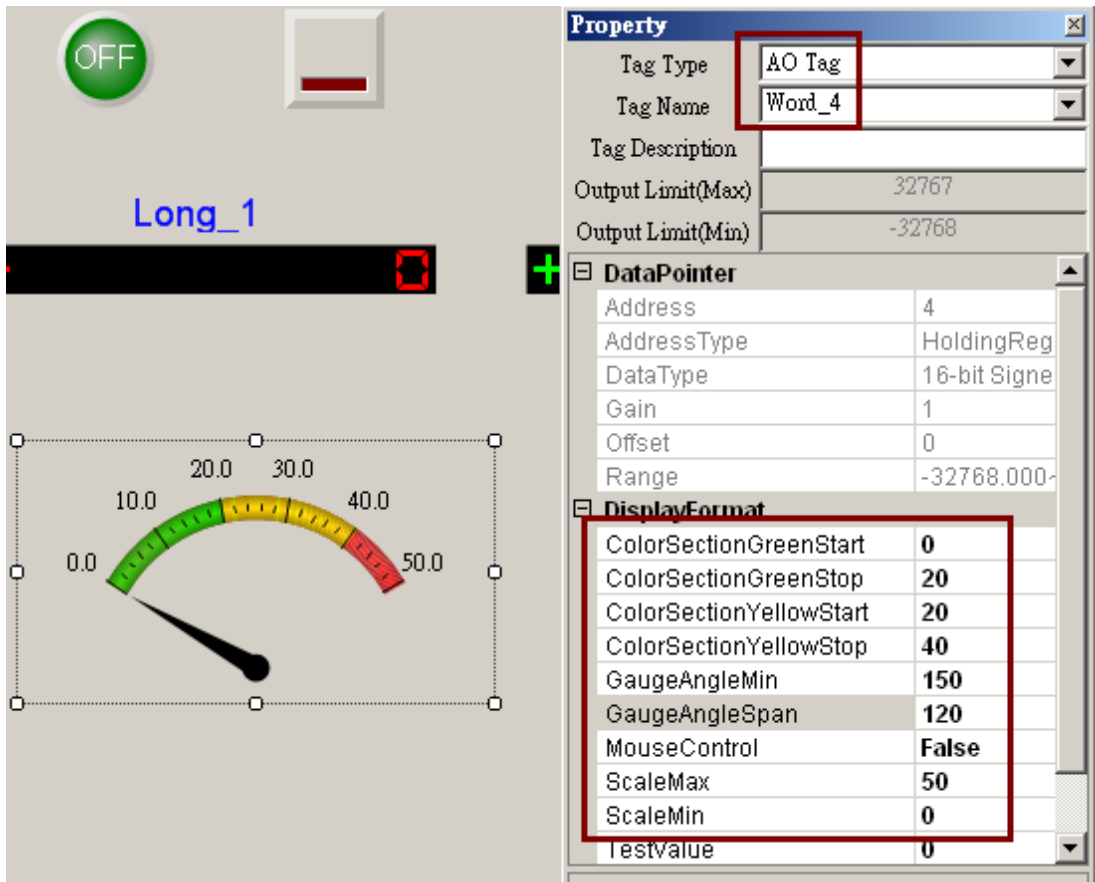 OFF
Long_1
0
+
20.0 30.0
10.0 40.0
0.0 50.0
Property
Tag Type AO Tag
Tag Name Word_4
Tag Description
Output Limit(Max) 32767
Output Limit(Min) -32768
DataPointer
Address 4
AddressType HoldingReg
DataType 16-bit Signe
Gain 1
Offset 0
Range -32768.000~
DisplayFormat
ColorSectionGreenStart 0
ColorSectionGreenStop 20
ColorSectionYellowStart 20
ColorSectionYellowStop 40
GaugeAngleMin 150
GaugeAngleSpan 120
MouseControl False
ScaleMax 50
ScaleMin 0
TestValue 0